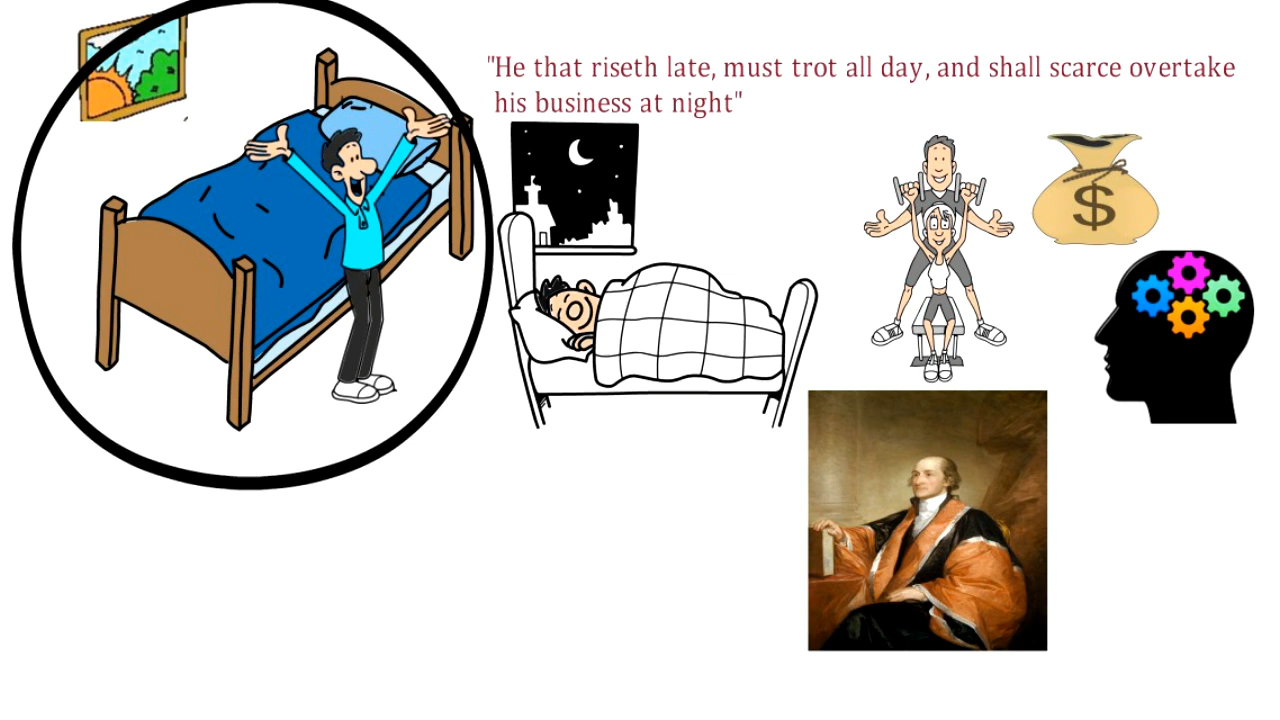 "He that riseth late, must trot all day, and shall scarce overtake
his business at night"
$